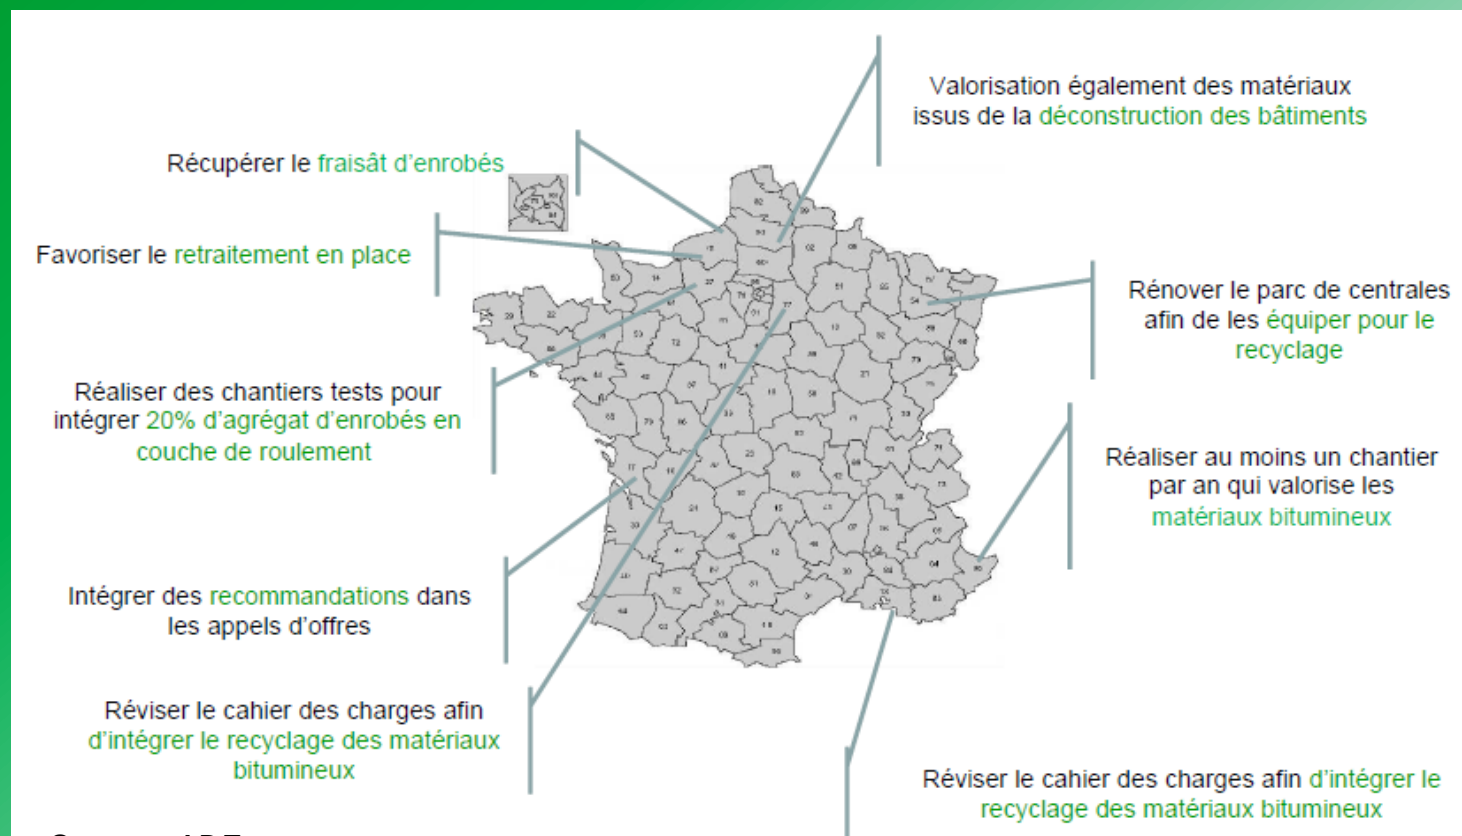 Valorisation également des matériaux
issus de la déconstruction des bâtiments
Récupérer le fraisât d'enrobés
Favoriser le retraitement en place
Rénover le parc de centrales
afin de les équiper pour le
recyclage
Réaliser des chantiers tests pour
intégrer 20% d'agrégat d'enrobés en
couche de roulement
Réaliser au moins un chantier
par an qui valorise les
matériaux bitumineux
Intégrer des recommandations dans
les appels d'offres
Réviser le cahier des charges afin
d'intégrer le recyclage des matériaux
bitumineux
Réviser le cahier des charges afin d'intégrer le
recyclage des matériaux bitumineux